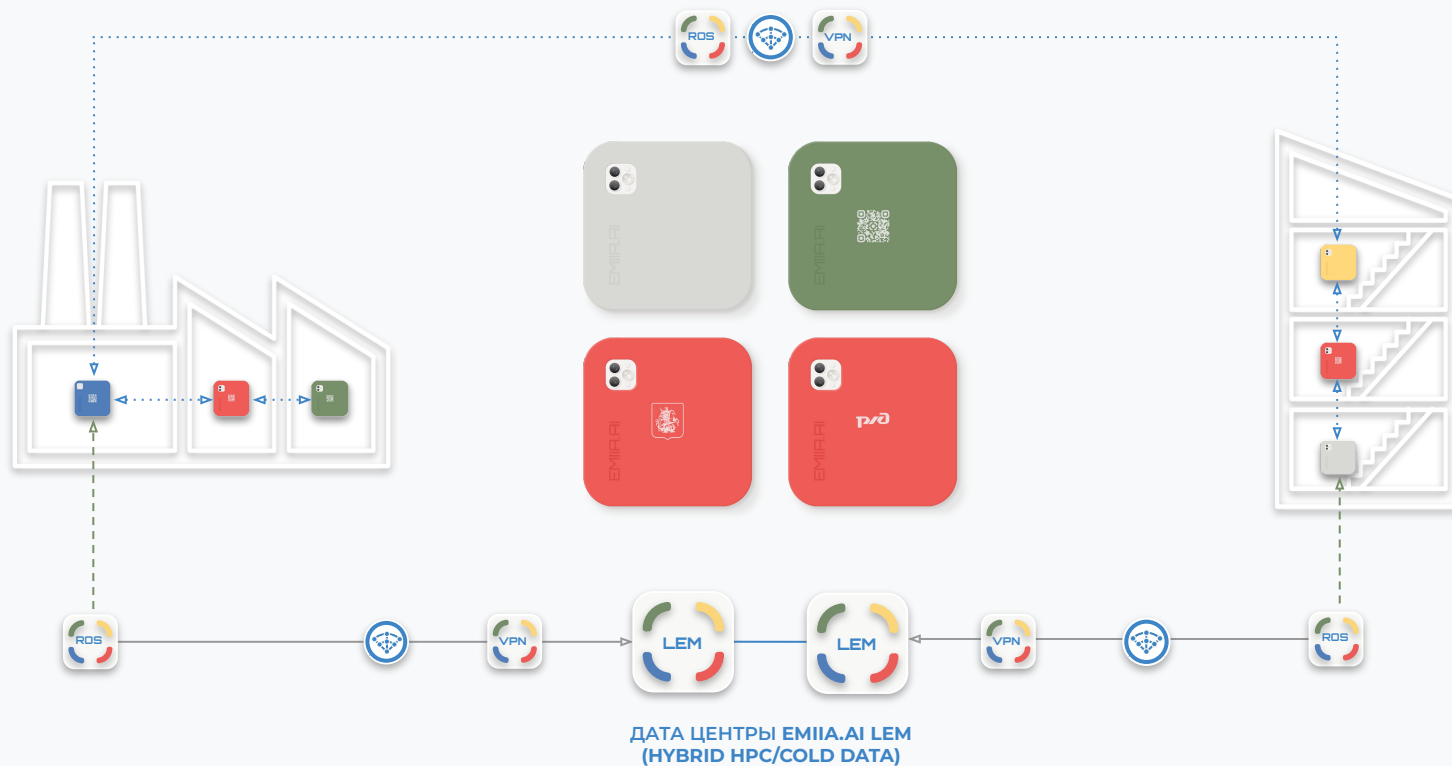 ROS
VPN
EMIIA.AI
EMIIA.AI
EMIIA.AI
EMIIA.AI
ржд
ROS
VPN
LEM
LEM
VPN
ROS
ДАТА ЦЕНТРЫ EMIIA.AI LEM
(HYBRID HPC/COLD DATA)